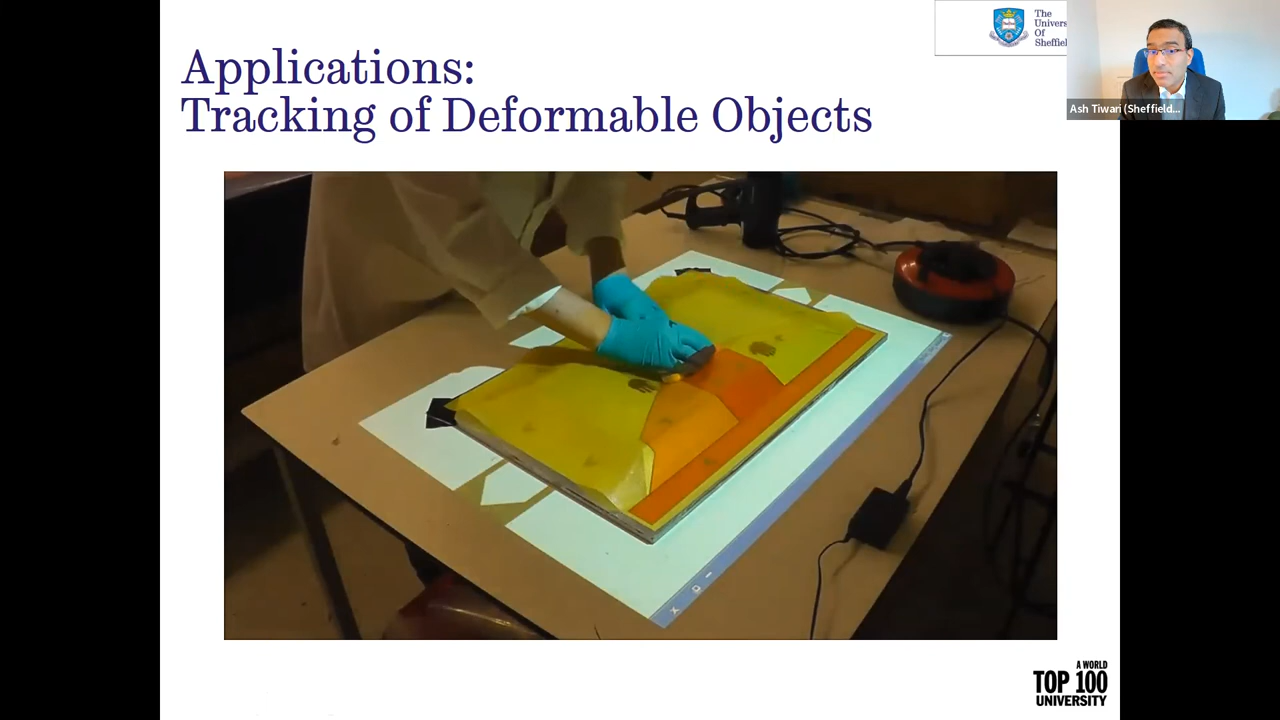 Applications:
Tracking of Deformable Objects
The
Univers
Of
Sheffiel
Ash Tiwari (Sheffield...
A WORLD
TOP 100
UNIVERSITY